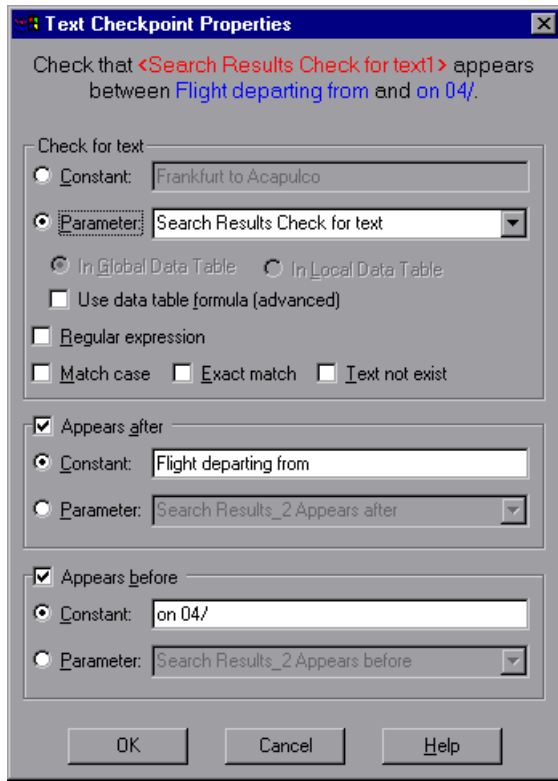 Text Checkpoint Properties
Check that <Search Results Check for text1> appears
between Flight departing from and on 04/.
Check for text
Constant: Frankfurt to Acapulco
Parameter: Search Results Check for text
In Global Data Table In Local Data Table
Use data table formula (advanced)
Regular expression
Match case Exact match Text not exist
Appears after
Constant: Flight departing from
Parameter: Search Results_2 Appears after
Appears before
Constant: on 04/
Parameter: Search Results_2 Appears before
OK Cancel Help